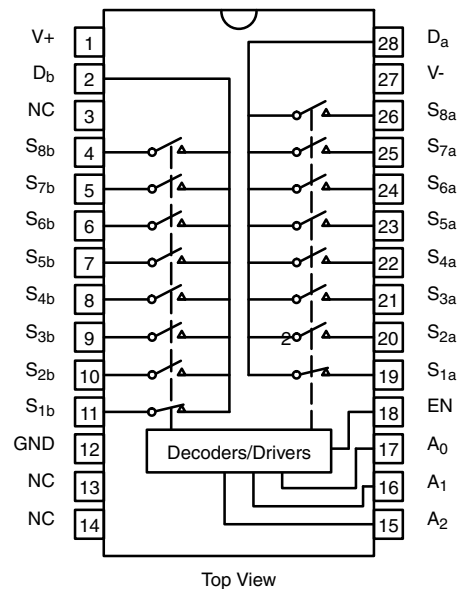 V+ 1 28 Da
Db 2 27 V-
NC 3 26 S8a
S8b 4 25 S7a
S7b 5 24 S6a
S6b 6 23 S5a
S5b 7 22 S4a
S4b 8 21 S3a
S3b 9 2 20 S2a
S2b 10 19 S1a
S1b 11 18 EN
GND 12 Decoders/Drivers 17 A0
NC 13 16 A1
NC 14 15 A2
Top View